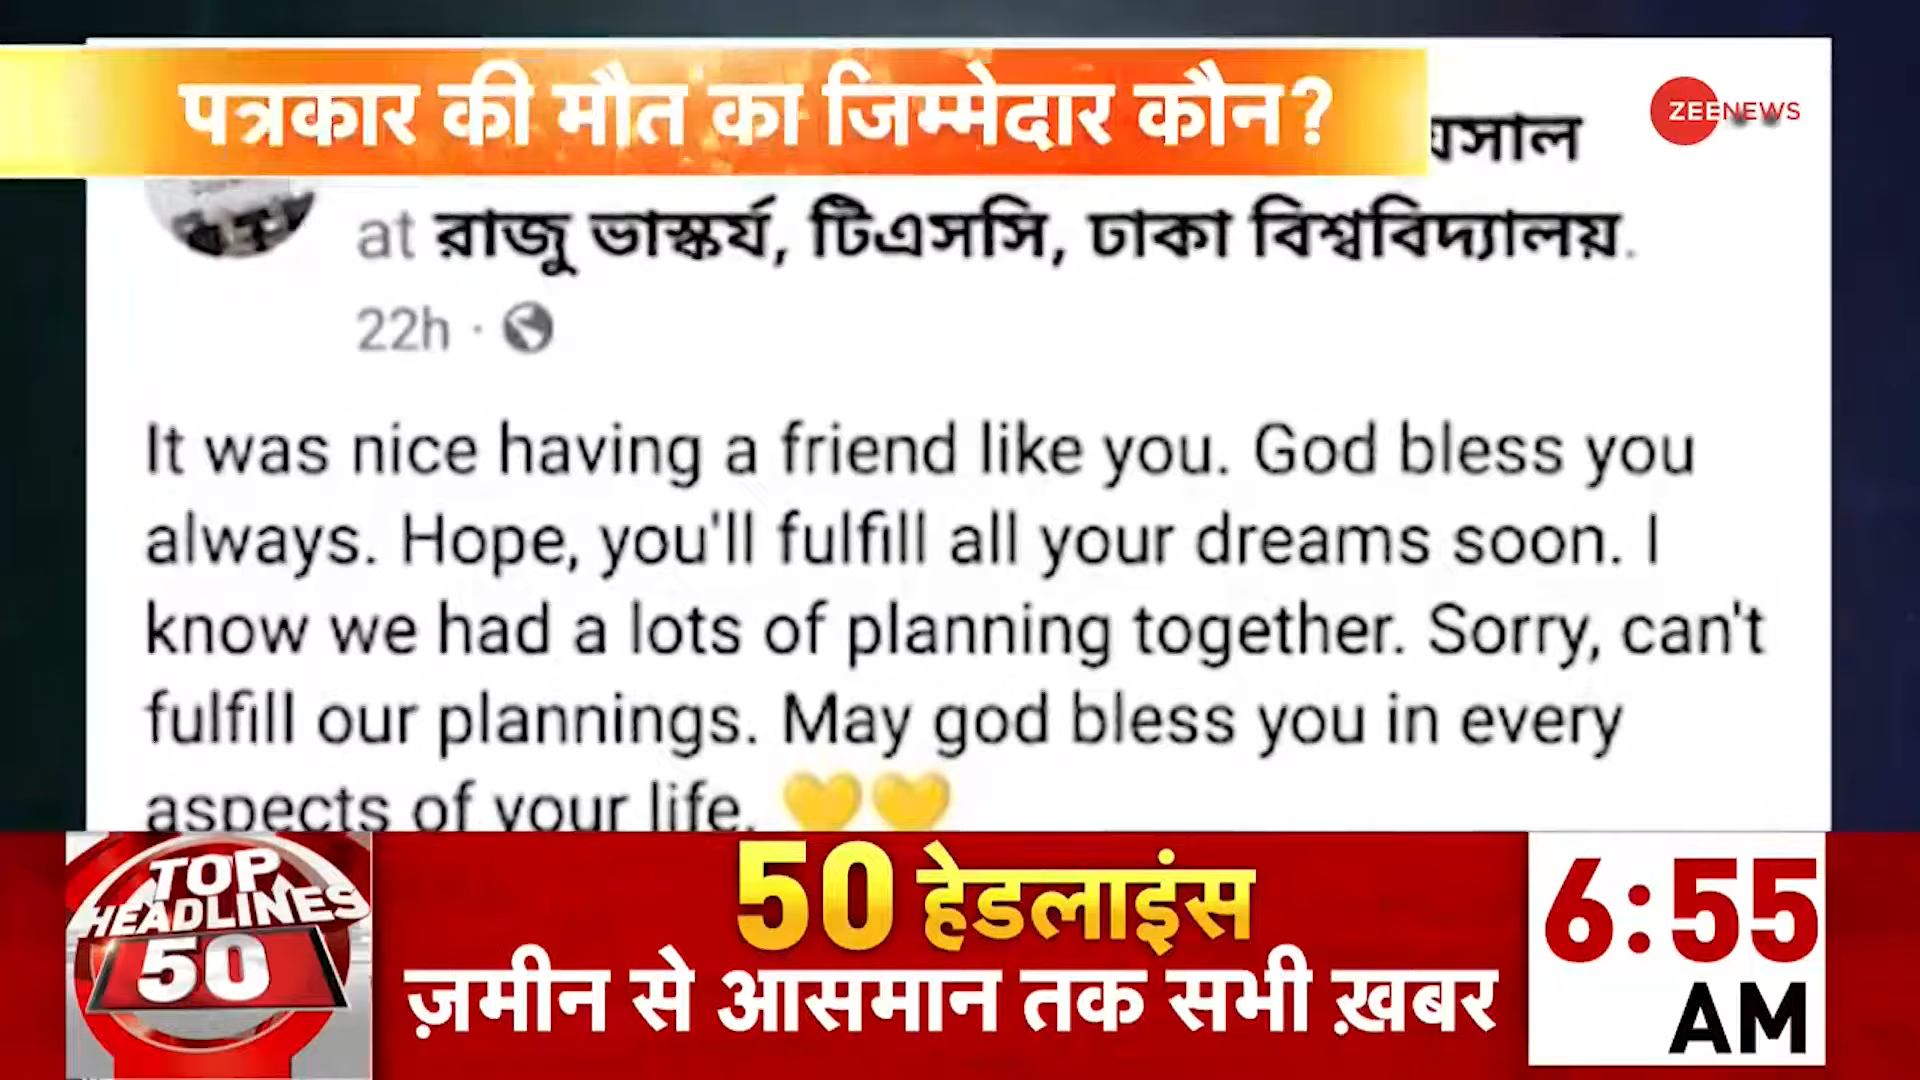 पत्रकार की मौत का जिम्मेदार कौन?
ZEENEWS
at রাজু ভাস্কর্য, টিএসসি, ঢাকা বিশ্ববিদ্যালয়.
22h ·
It was nice having a friend like you. God bless you
always. Hope, you'll fulfill all your dreams soon. I
know we had a lots of planning together. Sorry, can't
fulfill our plannings. May god bless you in every
aspects of your life. 💛💛
TOP
HEADLINES
50
50 हेडलाइंस
ज़मीन से आसमान तक सभी ख़बर
6:55
AM